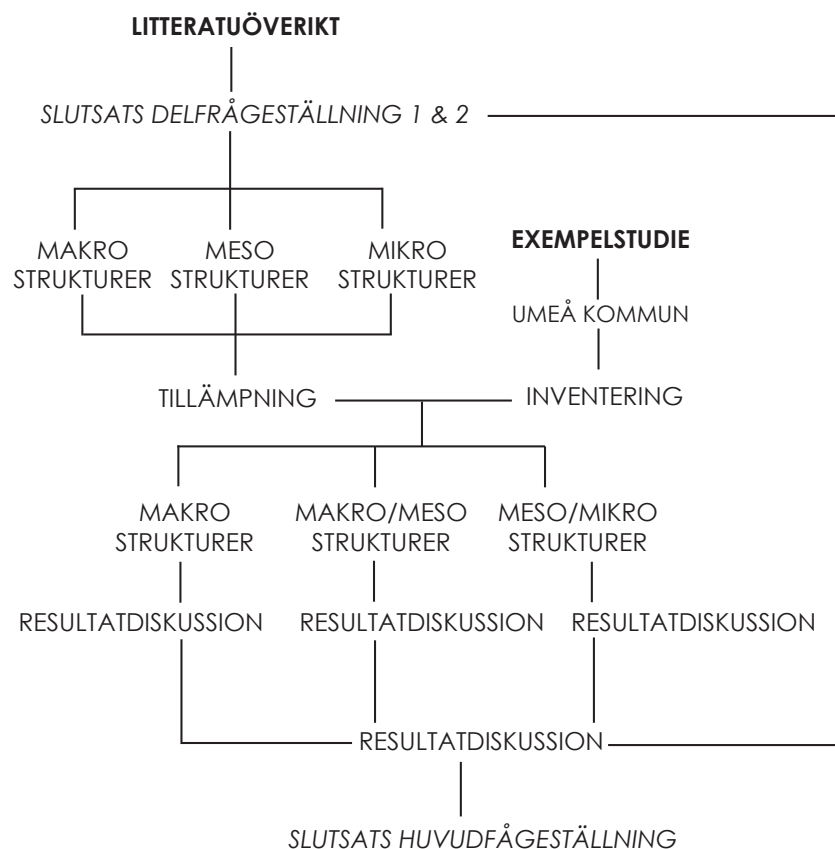 LITTERATUÖVERIKT
SLUTSATS DELFRÅGESTÄLLNING 1 & 2
MAKRO
STRUKTURER
MESO
STRUKTURER
MIKRO
STRUKTURER
EXEMPELSTUDIE
UMEÅ KOMMUN
TILLÄMPNING
INVENTERING
MAKRO
STRUKTURER
MAKRO/MESO
STRUKTURER
MESO/MIKRO
STRUKTURER
RESULTATDISKUSSION
RESULTATDISKUSSION
RESULTATDISKUSSION
RESULTATDISKUSSION
SLUTSATS HUVUDFÅGESTÄLLNING